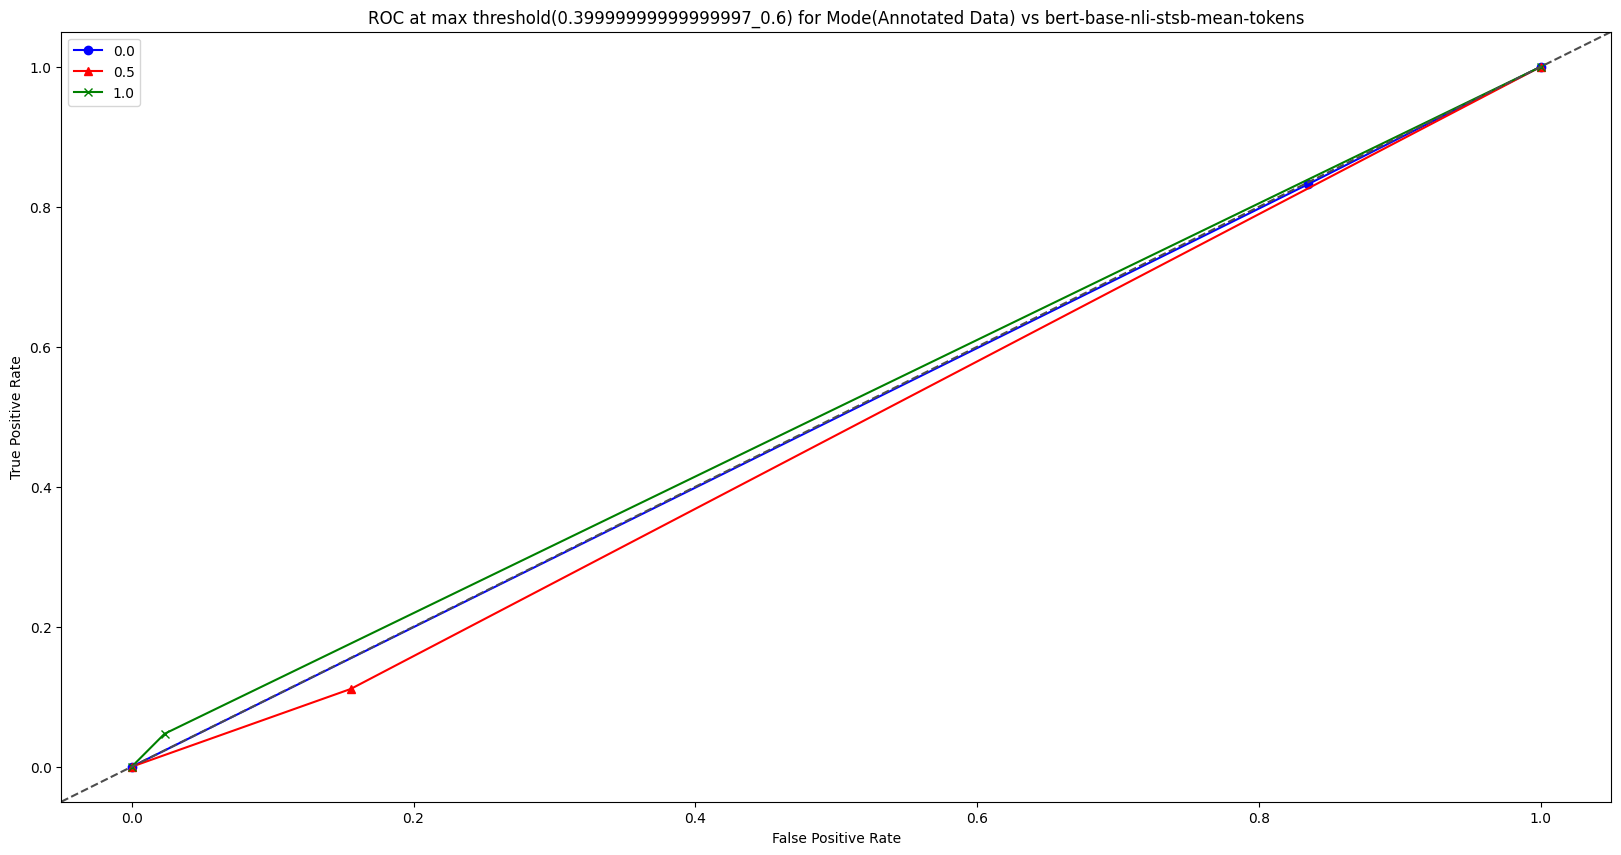 ROC at max threshold(0.39999999999999997_0.6) for Mode(Annotated Data) vs bert-base-nli-stsb-mean-tokens
0.0
0.5
1.0
1.0
0.8
0.6
0.4
0.2
0.0
True Positive Rate
0.0 0.2 0.4 0.6 0.8 1.0
False Positive Rate